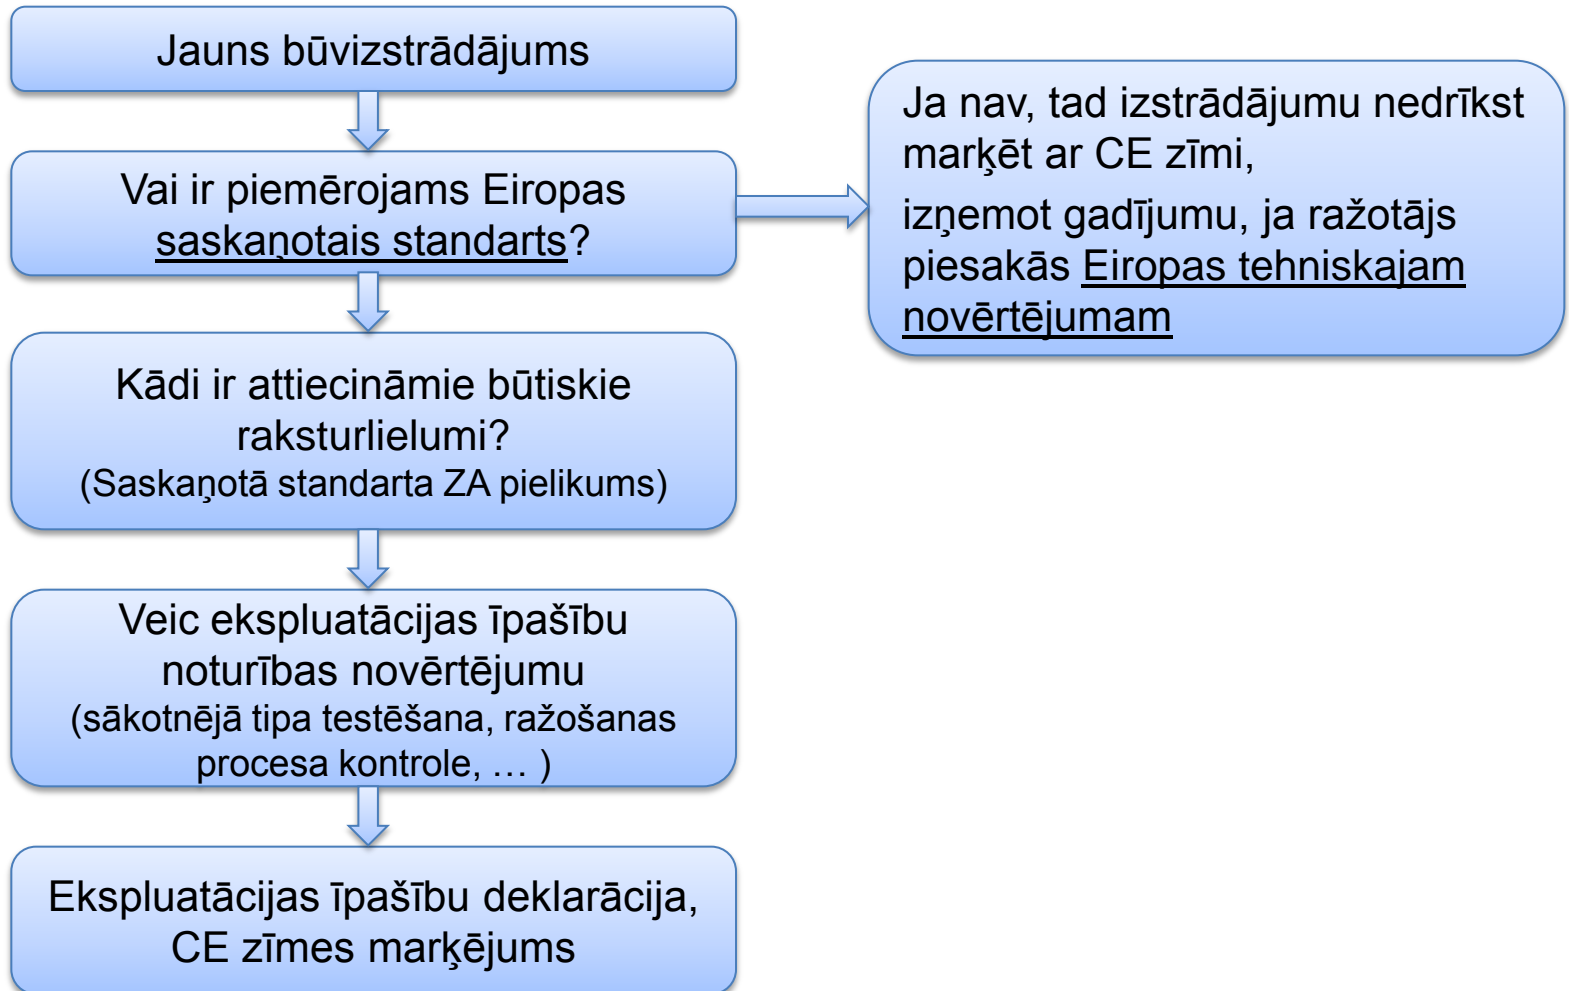 Jauns būvizstrādājums
Vai ir piemērojams Eiropas
saskaņotais standarts?
Ja nav, tad izstrādājumu nedrīkst
marķēt ar CE zīmi,
izņemot gadījumu, ja ražotājs
piesakās Eiropas tehniskajam
novērtējumam
Kādi ir attiecināmie būtiskie
raksturlielumi?
(Saskaņotā standarta ZA pielikums)
Veic ekspluatācijas īpašību
noturības novērtējumu
(sākotnējā tipa testēšana, ražošanas
procesa kontrole, … )
Ekspluatācijas īpašību deklarācija,
CE zīmes marķējums